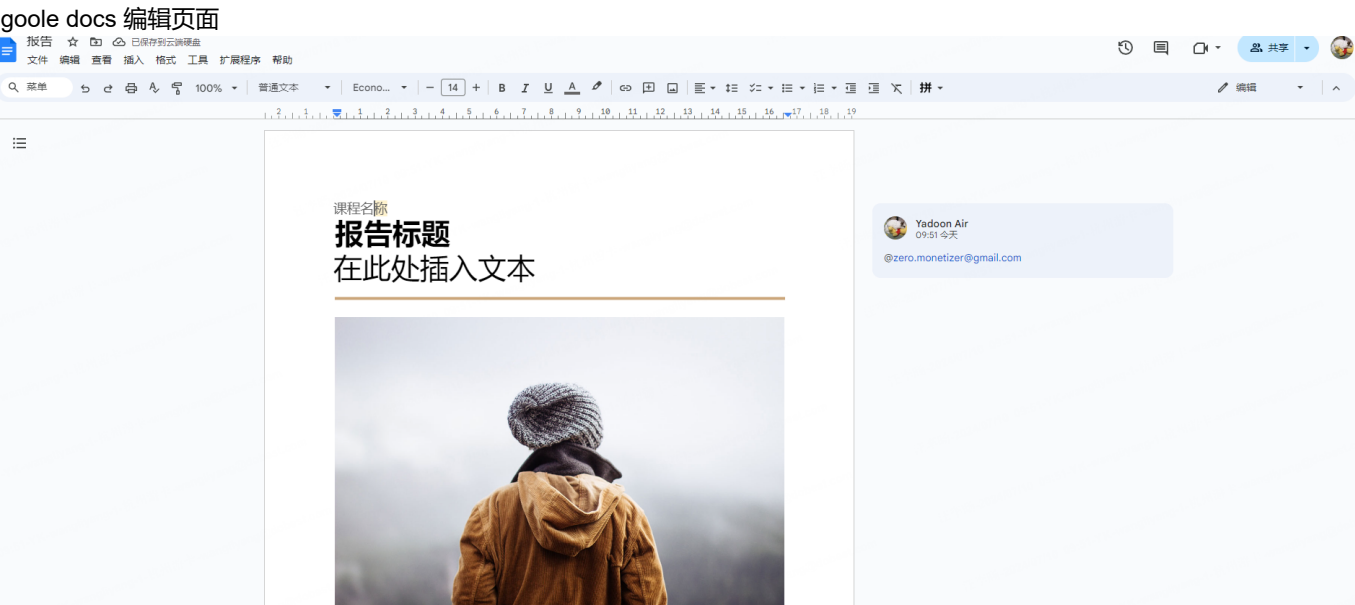 goole docs 编辑页面
报告 已保存到云端硬盘
文件 编辑 查看 插入 格式 工具 扩展程序 帮助
共享
菜单 100% 普通文本 Econo... 14 B I U A 拼 编辑
2 1 1 2 3 4 5 6 7 8 9 10 11 12 13 14 15 16 17 18 19
课程名称
报告标题
在此处插入文本
Yadoon Air
09:51 今天
@zero.monetizer@gmail.com